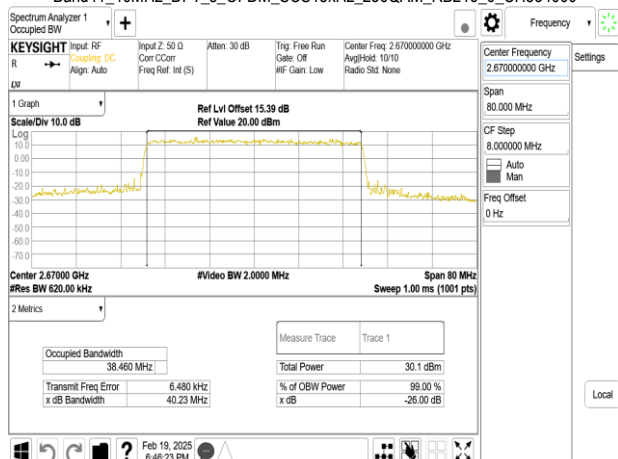 Spectrum Analyzer 1
Occupied BW
Frequency
Settings
KEYSIGHT
R
Input: RF
Coupling: DC
Align: Auto
Input Z: 50 Ω
Corr CCorr
Freq Ref: Int (S)
Atten: 30 dB
Trig: Free Run
Gate: Off
#IF Gain: Low
Center Freq: 2.670000000 GHz
Avg|Hold: 10/10
Radio Std: None
Center Frequency
2.670000000 GHz
Span
80.000 MHz
CF Step
8.000000 MHz
Auto
Man
Freq Offset
0 Hz
Local
1 Graph
Scale/Div 10.0 dB
Ref Lvl Offset 15.39 dB
Ref Value 20.00 dBm
Log
10.0
0.00
-10.0
-20.0
-30.0
-40.0
-50.0
-60.0
-70.0
Center 2.67000 GHz
#Video BW 2.0000 MHz
Span 80 MHz
#Res BW 620.00 kHz
Sweep 1.00 ms (1001 pts)
2 Metrics
Measure Trace
Trace 1
Occupied Bandwidth
38.460 MHz
Total Power
30.1 dBm
Transmit Freq Error
6.480 kHz
% of OBW Power
99.00 %
x dB Bandwidth
40.23 MHz
x dB
-26.00 dB
Feb 19, 2025
6:46:23 PM